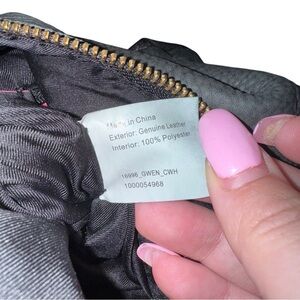 Made in China
Exterior: Genuine Leather
Interior: 100% Polyester
16996_GWEN_CWH
1000054968